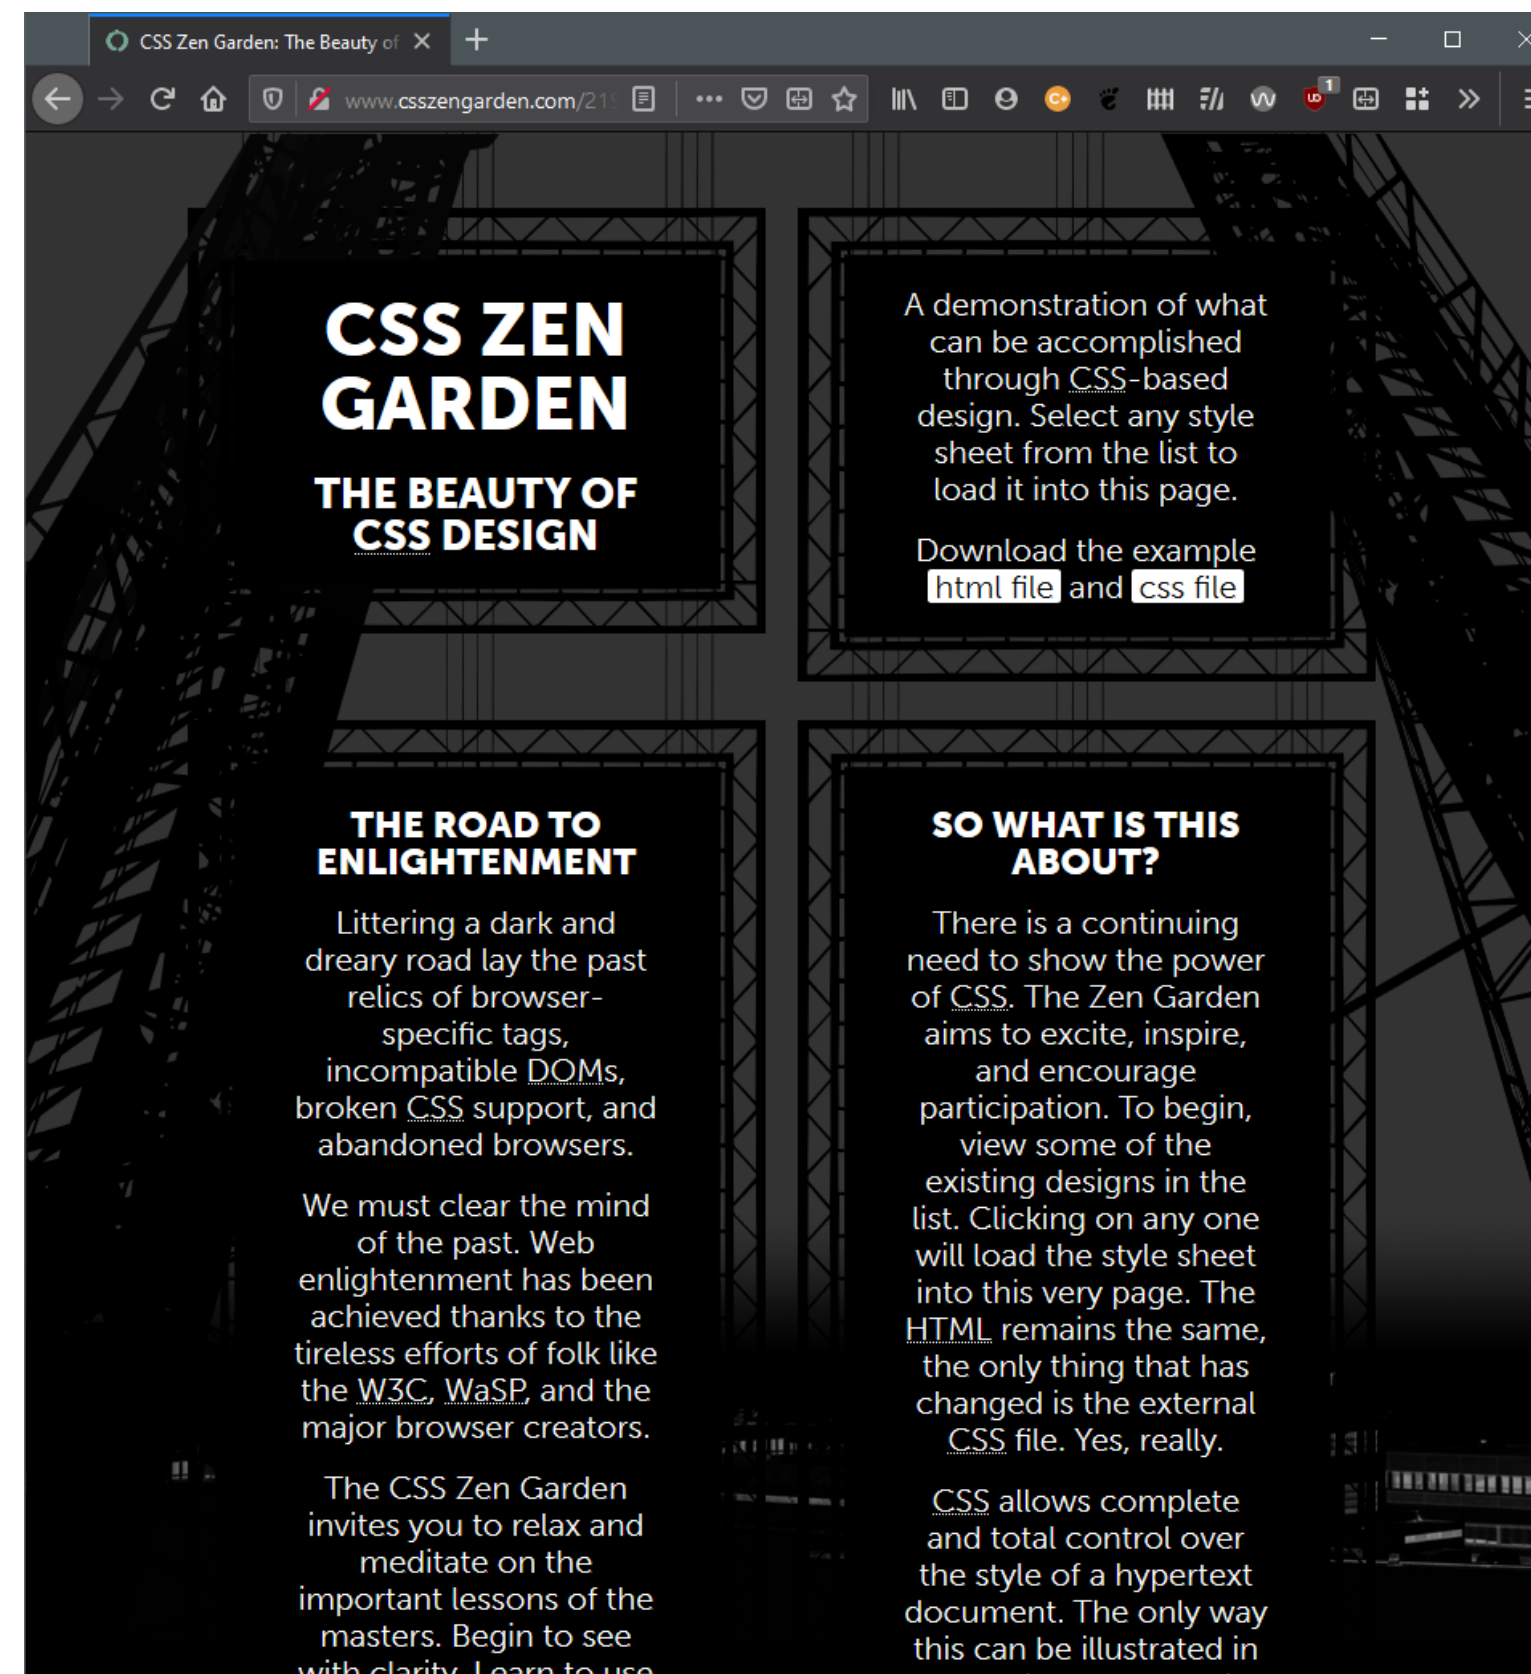 CSS Zen Garden: The Beauty of
www.csszengarden.com/21
1
CSS ZEN
GARDEN
THE BEAUTY OF
CSS DESIGN
A demonstration of what
can be accomplished
through CSS-based
design. Select any style
sheet from the list to
load it into this page.
Download the example
html file and css file
THE ROAD TO
ENLIGHTENMENT
Littering a dark and
dreary road lay the past
relics of browser-
specific tags,
incompatible DOMs,
broken CSS support, and
abandoned browsers.
We must clear the mind
of the past. Web
enlightenment has been
achieved thanks to the
tireless efforts of folk like
the W3C, WaSP, and the
major browser creators.
The CSS Zen Garden
invites you to relax and
meditate on the
important lessons of the
masters. Begin to see
with clarity. Learn to use
SO WHAT IS THIS
ABOUT?
There is a continuing
need to show the power
of CSS. The Zen Garden
aims to excite, inspire,
and encourage
participation. To begin,
view some of the
existing designs in the
list. Clicking on any one
will load the style sheet
into this very page. The
HTML remains the same,
the only thing that has
changed is the external
CSS file. Yes, really.
CSS allows complete
and total control over
the style of a hypertext
document. The only way
this can be illustrated in